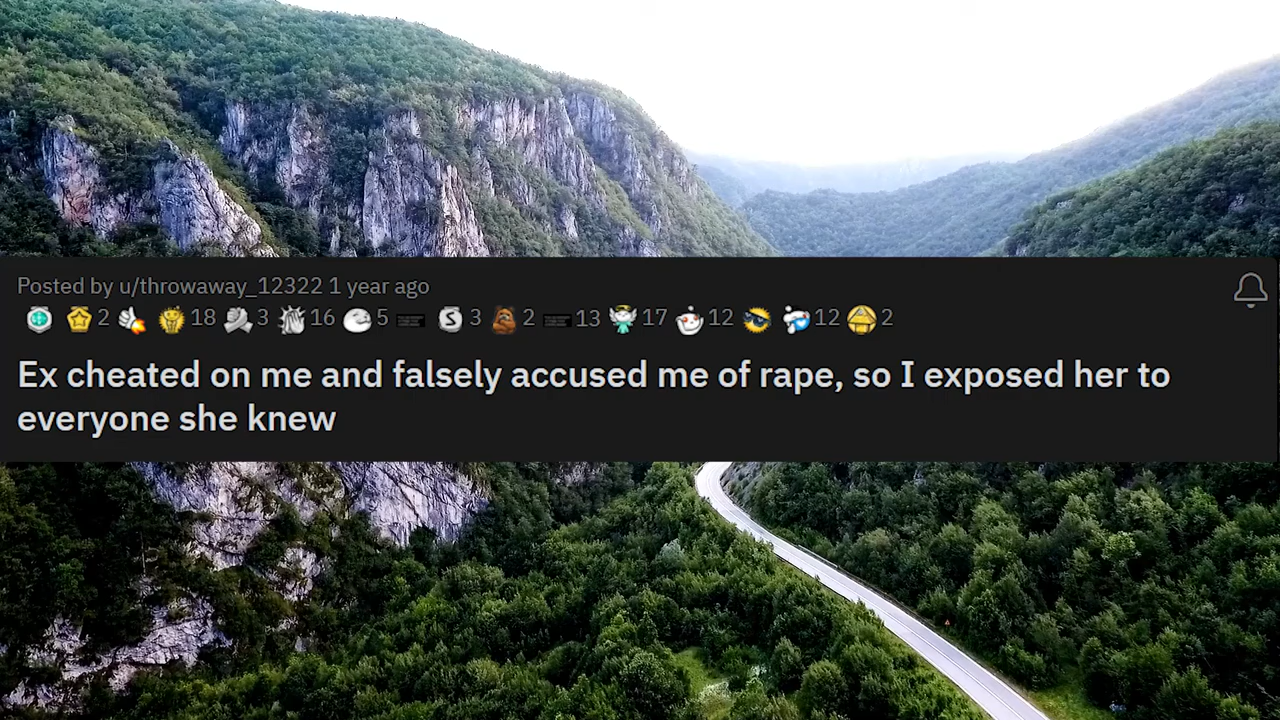 Posted by u/throwaway_12322 1 year ago
2 18 3 16 5 S 3 2 13 17 12 12 2
Ex cheated on me and falsely accused me of rape, so I exposed her to
everyone she knew